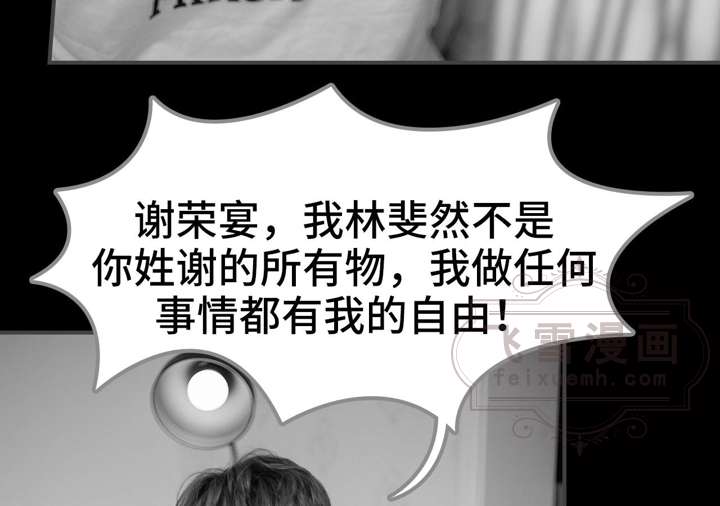 谢荣宴，我林斐然不是
你姓谢的所有物，我做任何
事情都有我的自由！
飞雪漫画
feixuemh.com